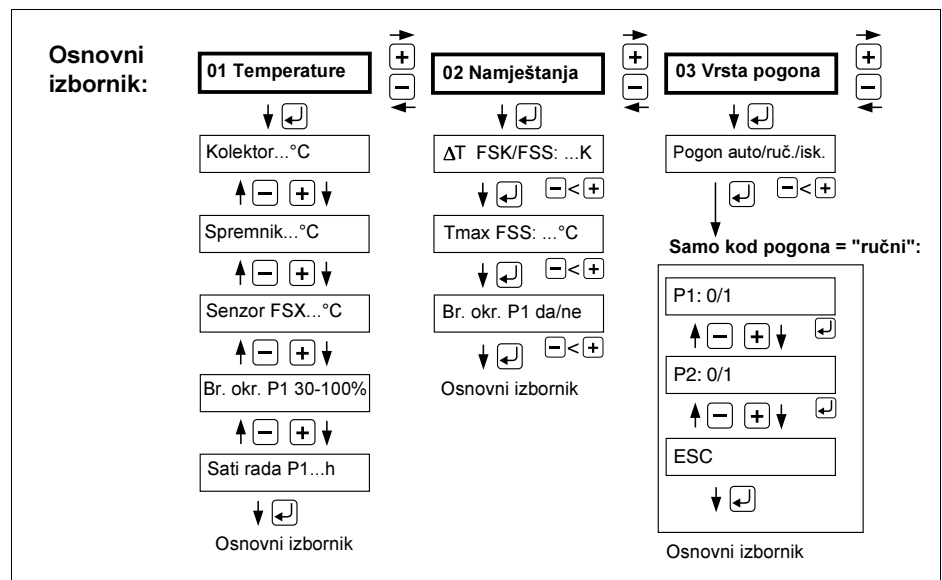 Osnovni
izbornik:
01 Temperature
Kolektor...°C
Spremnik...°C
Senzor FSX...°C
Br. okr. P1 30-100%
Sati rada P1...h
Osnovni izbornik
02 Namještanja
ΔT FSK/FSS: ...K
Tmax FSS: ...°C
Br. okr. P1 da/ne
Osnovni izbornik
03 Vrsta pogona
Pogon auto/ruč./isk.
Samo kod pogona = "ručni":
P1: 0/1
P2: 0/1
ESC
Osnovni izbornik